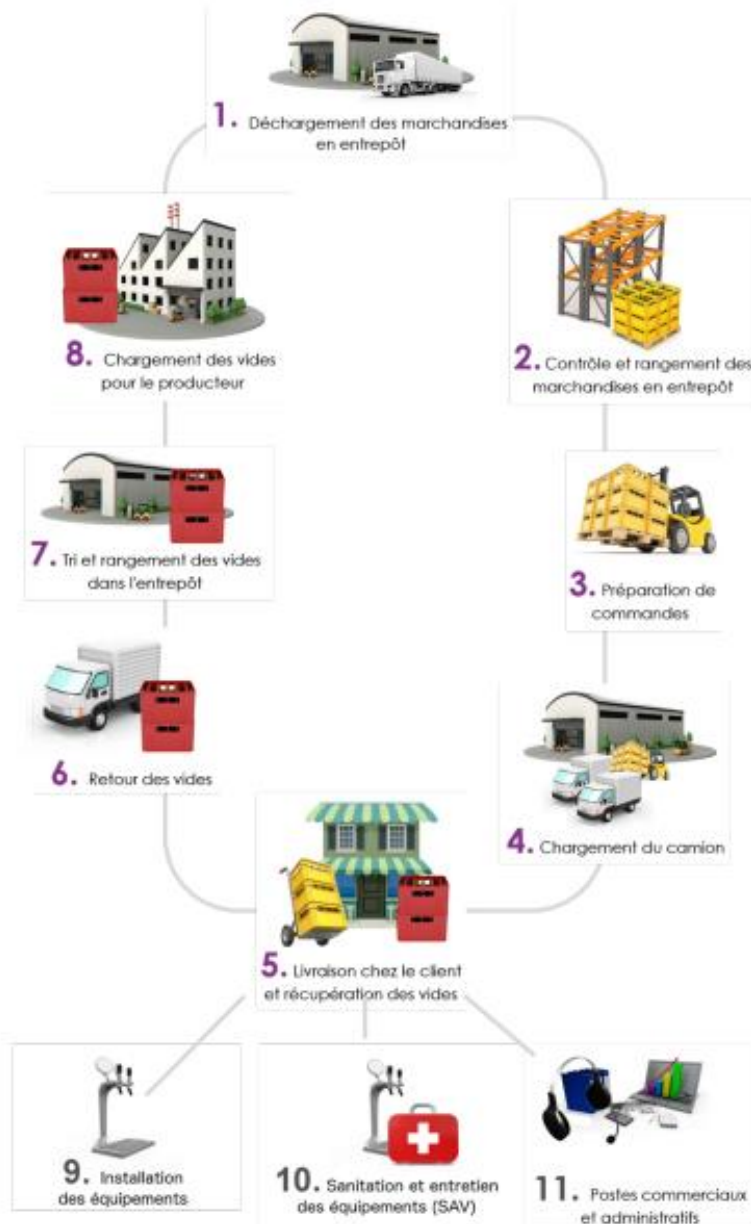 1. Déchargement des marchandises
en entrepôt
2. Contrôle et rangement des
marchandises en entrepôt
3. Préparation de
commandes
4. Chargement du camion
5. Livraison chez le client
et récupération des vides
6. Retour des vides
7. Tri et rangement des vides
dans l'entrepôt
8. Chargement des vides
pour le producteur
9. Installation
des équipements
10. Sanitation et entretien
des équipements (SAV)
11. Postes commerciaux
et administratifs